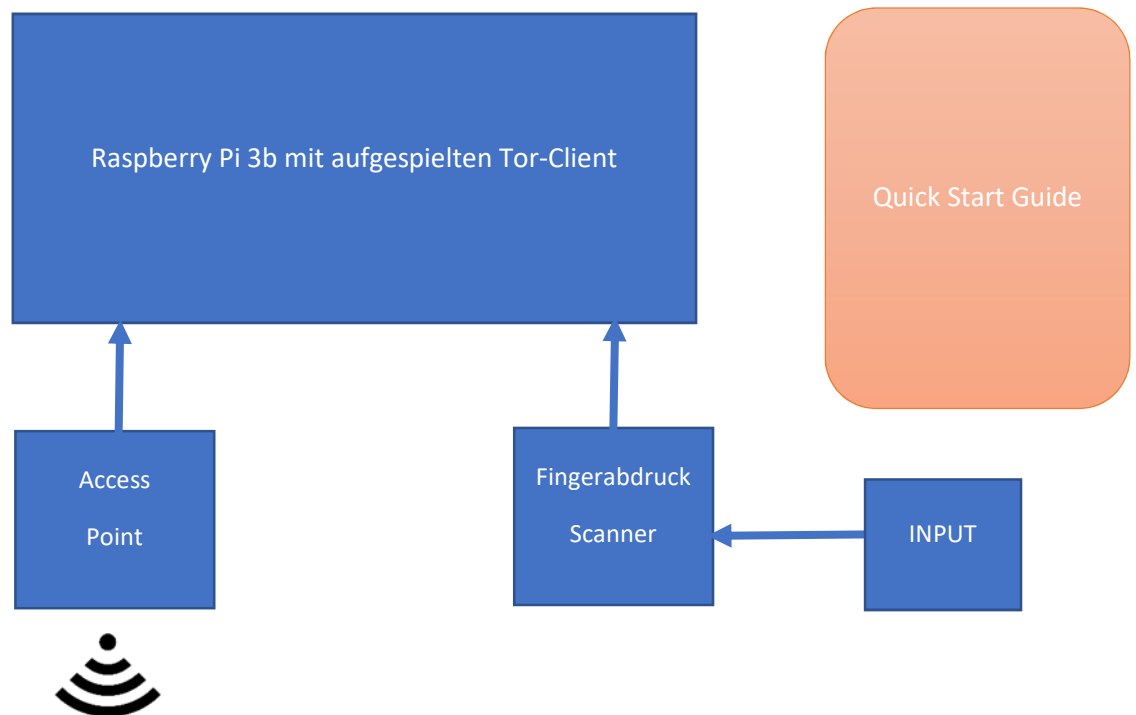 Raspberry Pi 3b mit aufgespielten Tor-Client
Quick Start Guide
Access
Point
Fingerabdruck
Scanner
INPUT